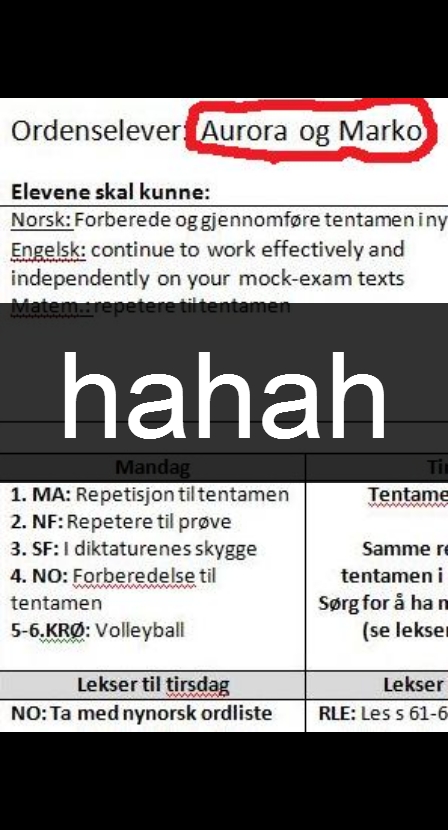 Ordenselever: Aurora og Marko
Elevene skal kunne:
Norsk: Forberede og gjennomføre tentamen i ny
Engelsk: continue to work effectively and
independently on your mock-exam texts
Matem.: repetere til tentamen
hahah
Mandag
1. MA: Repetisjon til tentamen
2. NF: Repetere til prøve
3. SF: I diktaturenes skygge
4. NO: Forberedelse til
tentamen
5-6.KRØ: Volleyball
Lekser til tirsdag
NO: Ta med nynorsk ordliste
Ti
Tentame
Samme re
tentamen i
Sørg for å ha n
(se lekser
Lekser
RLE: Les s 61-6